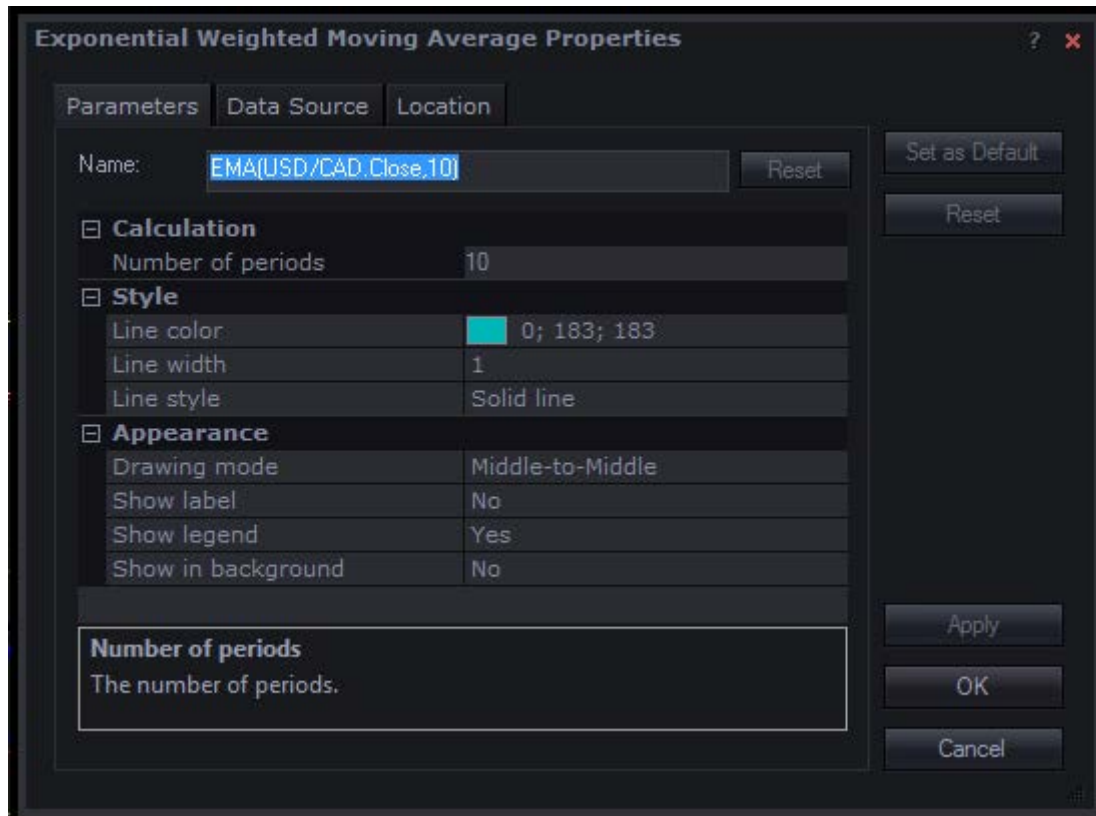 Exponential Weighted Moving Average Properties ?
Parameters Data Source Location
Name: EMA(USD/CAD.Close,10) Reset
Set as Default
Reset
Calculation
Number of periods 10
Style
Line color 0; 183; 183
Line width 1
Line style Solid line
Appearance
Drawing mode Middle-to-Middle
Show label No
Show legend Yes
Show in background No
Number of periods
The number of periods.
Apply
OK
Cancel